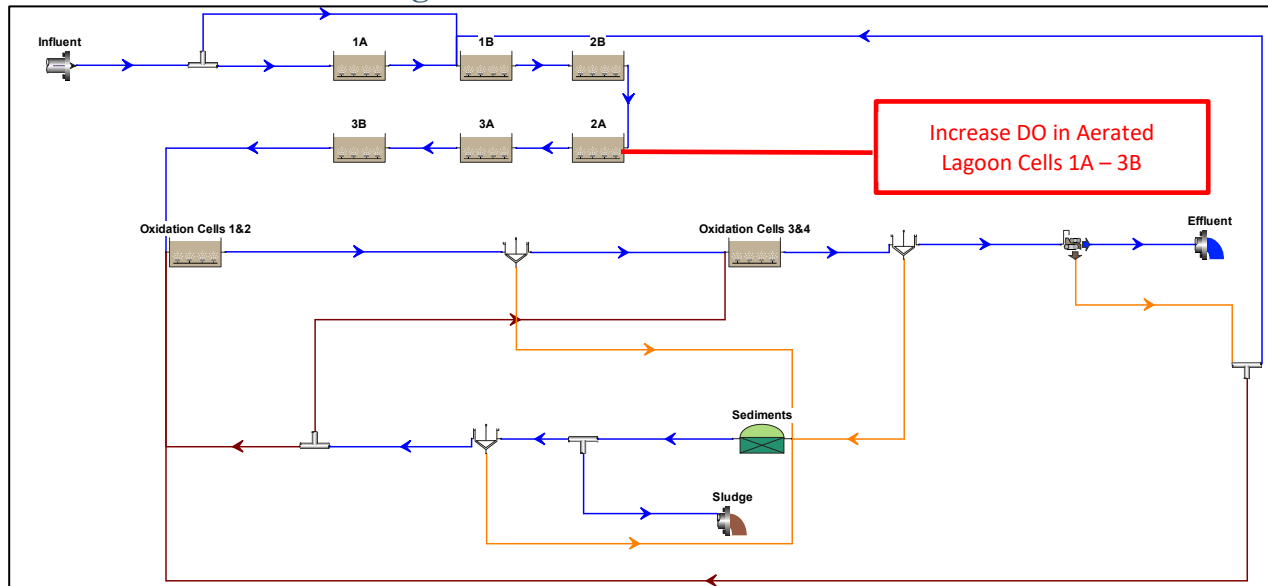 Influent
1A
1B
2B
3B
3A
2A
Increase DO in Aerated
Lagoon Cells 1A – 3B
Oxidation Cells 1&2
Oxidation Cells 3&4
Effluent
Sediments
Sludge